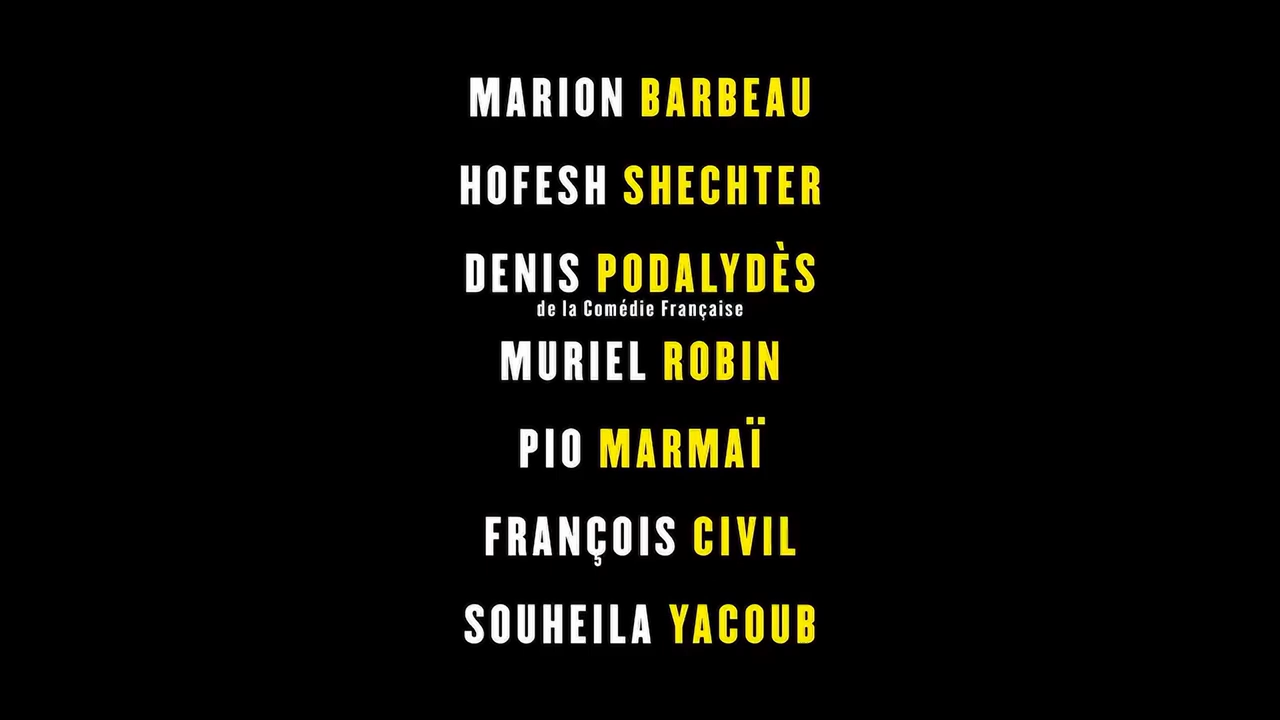 MARION BARBEAU
HOFESH SHECHTER
DENIS PODALYDÈS
de la Comédie Française
MURIEL ROBIN
PIO MARMAÏ
FRANÇOIS CIVIL
SOUHEILA YACOUB